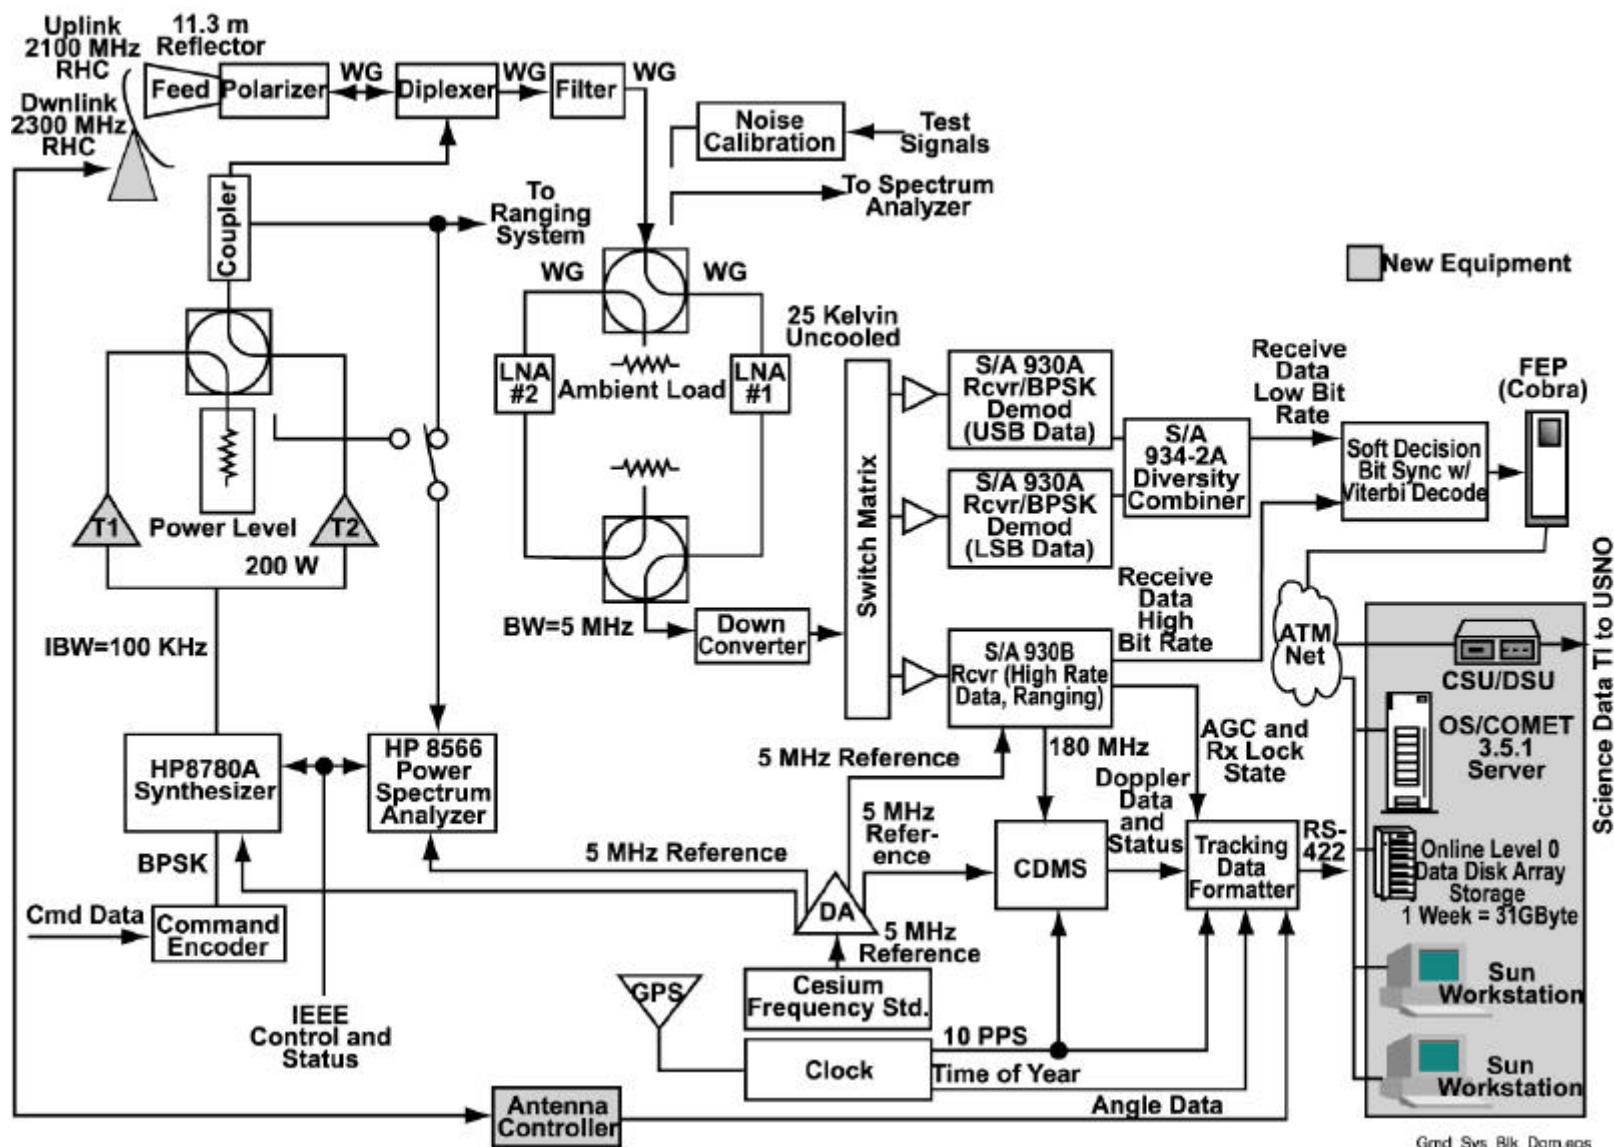 Uplink
2100 MHz
RHC
11.3 m
Reflector
Dwnlink
2300 MHz
RHC
Feed
Polarizer
WG
Diplexer
WG
Filter
WG
Noise
Calibration
Test
Signals
To Spectrum
Analyzer
Coupler
To
Ranging
System
WG
WG
New Equipment
25 Kelvin
Uncooled
LNA
#2
Ambient Load
LNA
#1
Switch Matrix
S/A 930A
Rcvr/BPSK
Demod
(USB Data)
S/A 930A
Rcvr/BPSK
Demod
(LSB Data)
S/A
934-2A
Diversity
Combiner
Receive
Data
Low Bit
Rate
FEP
(Cobra)
Soft Decision
Bit Sync w/
Viterbi Decode
T1
Power Level
T2
200 W
IBW=100 KHz
BW=5 MHz
Down
Converter
Receive
Data
High
Bit Rate
S/A 930B
Rcvr (High Rate
Data, Ranging)
ATM
Net
CSU/DSU
Science Data TI to USNO
OS/COMET
3.5.1
Server
HP8780A
Synthesizer
HP 8566
Power
Spectrum
Analyzer
5 MHz Reference
180 MHz
AGC and
Rx Lock
State
Doppler
Data
and
Status
5 MHz
Refer-
ence
5 MHz Reference
BPSK
CDMS
Tracking
Data
Formatter
RS-
422
Online Level 0
Data Disk Array
Storage
1 Week = 31GByte
DA
Cmd Data
Command
Encoder
5 MHz
Reference
GPS
Cesium
Frequency Std.
Sun
Workstation
IEEE
Control and
Status
Clock
10 PPS
Time of Year
Sun
Workstation
Antenna
Controller
Angle Data
Grnd_Sys_Blk_Dgm.eps